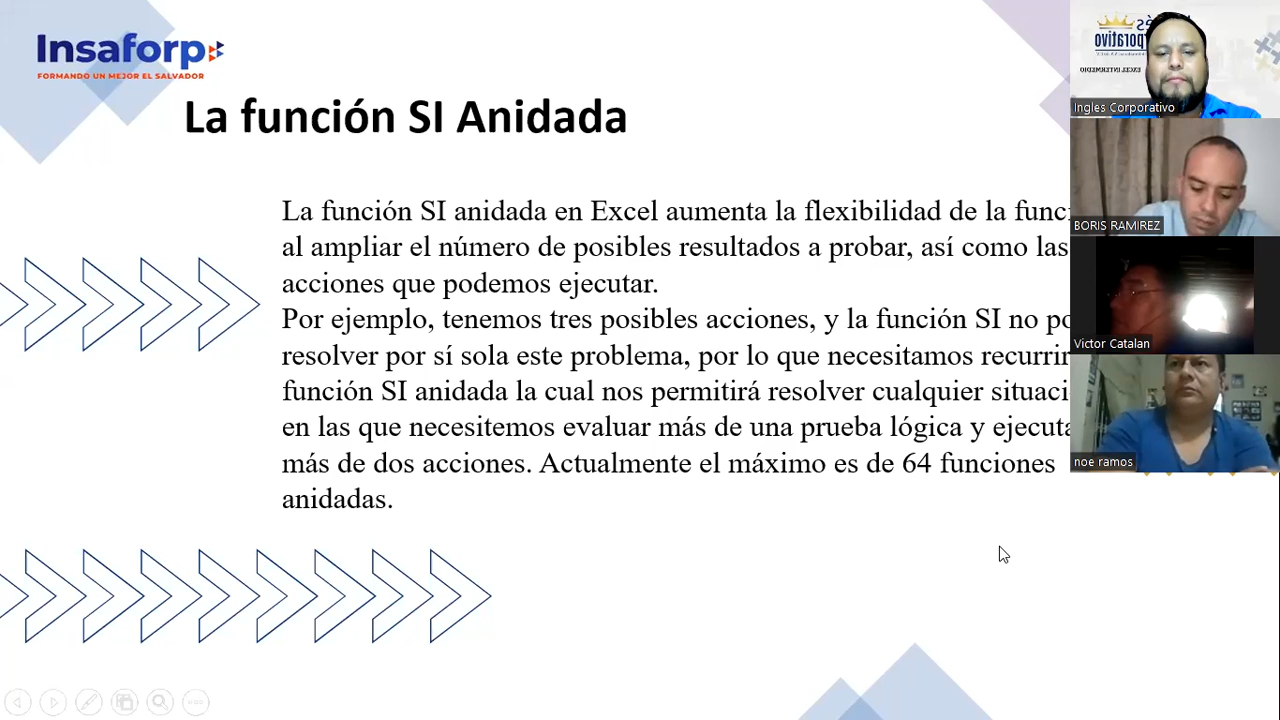 Insaforp
FORMANDO UN MEJOR EL SALVADOR
La función SI Anidada
La función SI anidada en Excel aumenta la flexibilidad de la funci
al ampliar el número de posibles resultados a probar, así como las
acciones que podemos ejecutar.
Por ejemplo, tenemos tres posibles acciones, y la función SI no po
resolver por sí sola este problema, por lo que necesitamos recurrir
función SI anidada la cual nos permitirá resolver cualquier situaci
en las que necesitemos evaluar más de una prueba lógica y ejecuta
más de dos acciones. Actualmente el máximo es de 64 funciones
anidadas.
EXCEL INTERMEDIO
Ingles Corporativo
BORIS RAMIREZ
Victor Catalan
noe ramos